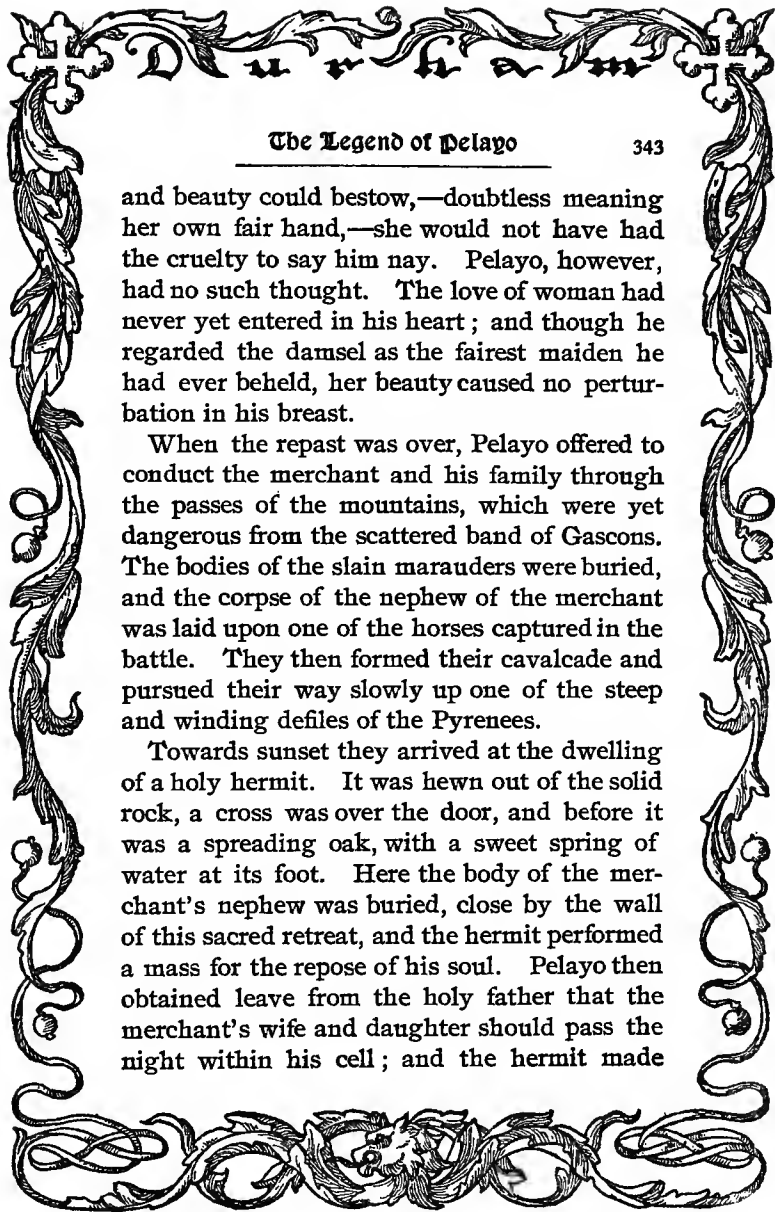 Durham
The Legend of Pelayo 343
and beauty could bestow,—doubtless meaning
her own fair hand,—she would not have had
the cruelty to say him nay. Pelayo, however,
had no such thought. The love of woman had
never yet entered in his heart ; and though he
regarded the damsel as the fairest maiden he
had ever beheld, her beauty caused no pertur-
bation in his breast.
When the repast was over, Pelayo offered to
conduct the merchant and his family through
the passes of the mountains, which were yet
dangerous from the scattered band of Gascons.
The bodies of the slain marauders were buried,
and the corpse of the nephew of the merchant
was laid upon one of the horses captured in the
battle. They then formed their cavalcade and
pursued their way slowly up one of the steep
and winding defiles of the Pyrenees.
Towards sunset they arrived at the dwelling
of a holy hermit. It was hewn out of the solid
rock, a cross was over the door, and before it
was a spreading oak, with a sweet spring of
water at its foot. Here the body of the mer-
chant's nephew was buried, close by the wall
of this sacred retreat, and the hermit performed
a mass for the repose of his soul. Pelayo then
obtained leave from the holy father that the
merchant's wife and daughter should pass the
night within his cell ; and the hermit made